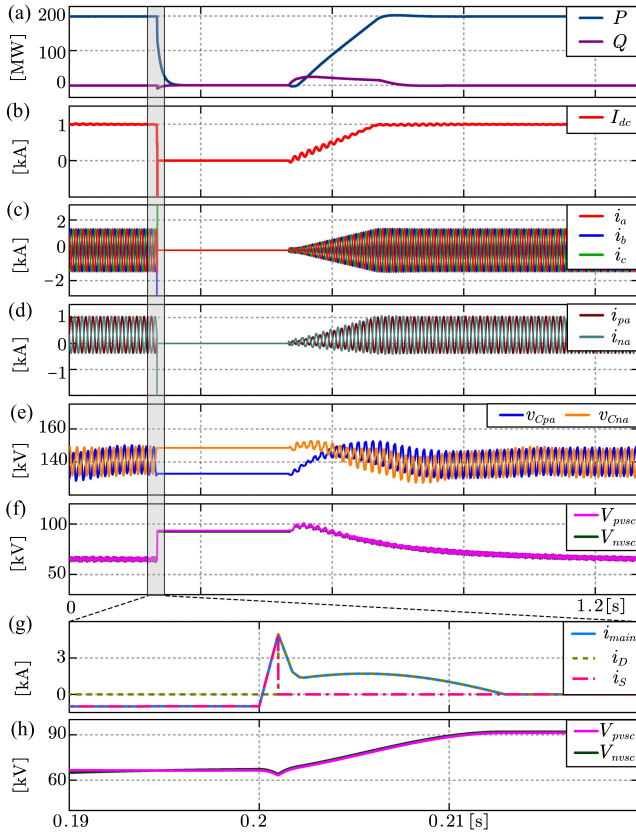 (a)
200
0
[MW]
P
Q
(b)
1
0
[kA]
I_dc
(c)
2
0
−2
[kA]
i_a
i_b
i_c
(d)
1
0
−1
[kA]
i_pa
i_na
(e)
160
140
[kV]
v_Cpa v_Cna
(f)
100
50
[kV]
V_pvsc
V_nvsc
0 1.2[s]
(g)
3
0
[kA]
i_main
i_D
i_S
(h)
90
60
[kV]
V_pvsc
V_nvsc
0.19 0.2 0.21 [s]